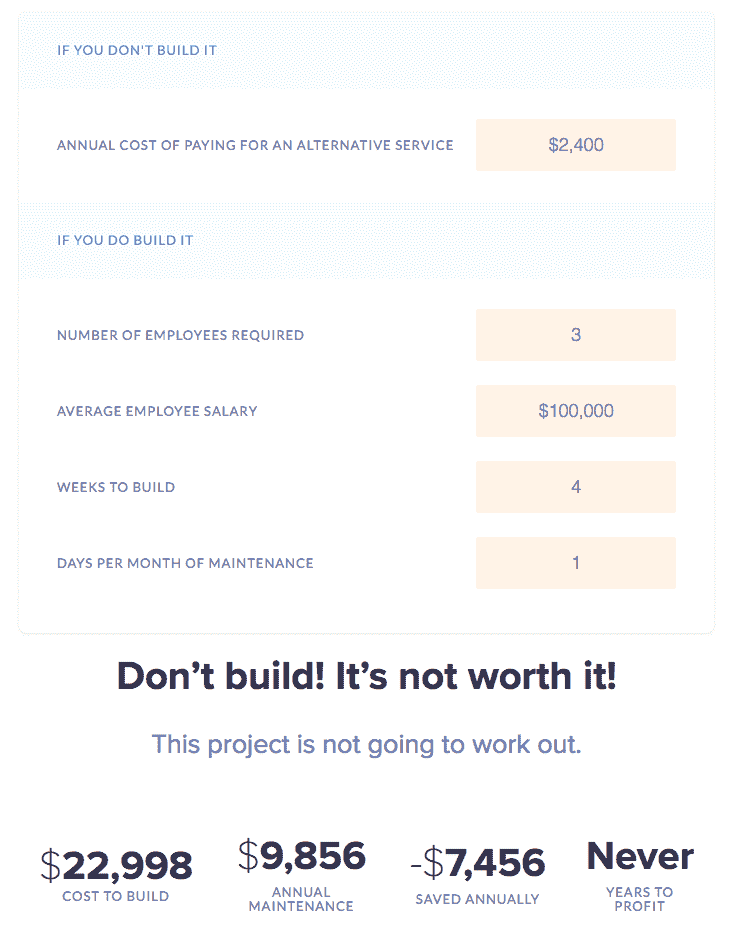 IF YOU DON'T BUILD IT
ANNUAL COST OF PAYING FOR AN ALTERNATIVE SERVICE
$2,400
IF YOU DO BUILD IT
NUMBER OF EMPLOYEES REQUIRED
3
AVERAGE EMPLOYEE SALARY
$100,000
WEEKS TO BUILD
4
DAYS PER MONTH OF MAINTENANCE
1
Don’t build! It’s not worth it!
This project is not going to work out.
$22,998
COST TO BUILD
$9,856
ANNUAL
MAINTENANCE
-$7,456
SAVED ANNUALLY
Never
YEARS TO
PROFIT